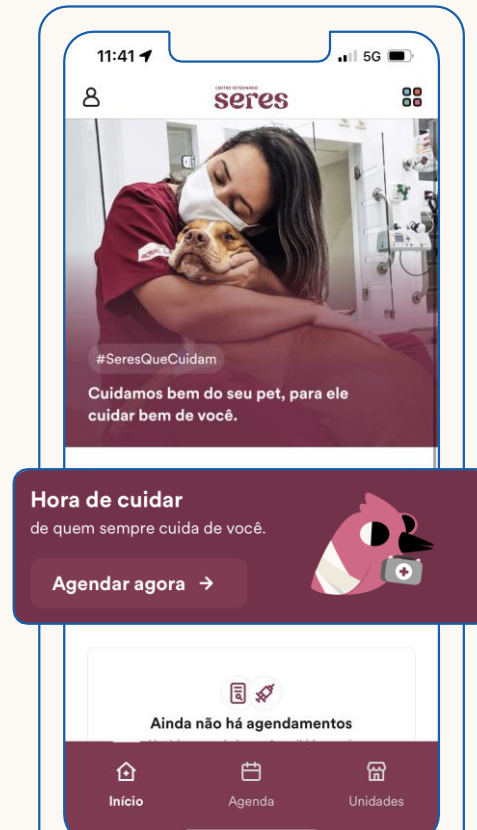 11:41
5G
CENTRO VETERINÁRIO
seres
#SeresQueCuidam
Cuidamos bem do seu pet, para ele
cuidar bem de você.
Hora de cuidar
de quem sempre cuida de você.
Agendar agora →
Ainda não há agendamentos
Início
Agenda
Unidades